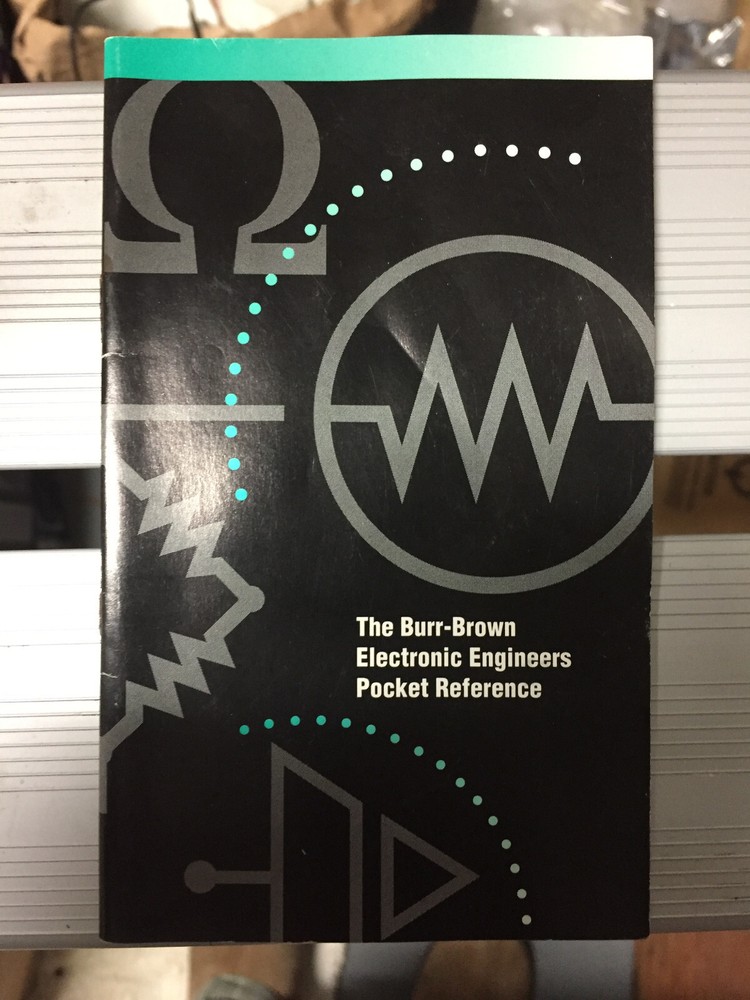 Ω
The Burr-Brown
Electronic Engineers
Pocket Reference